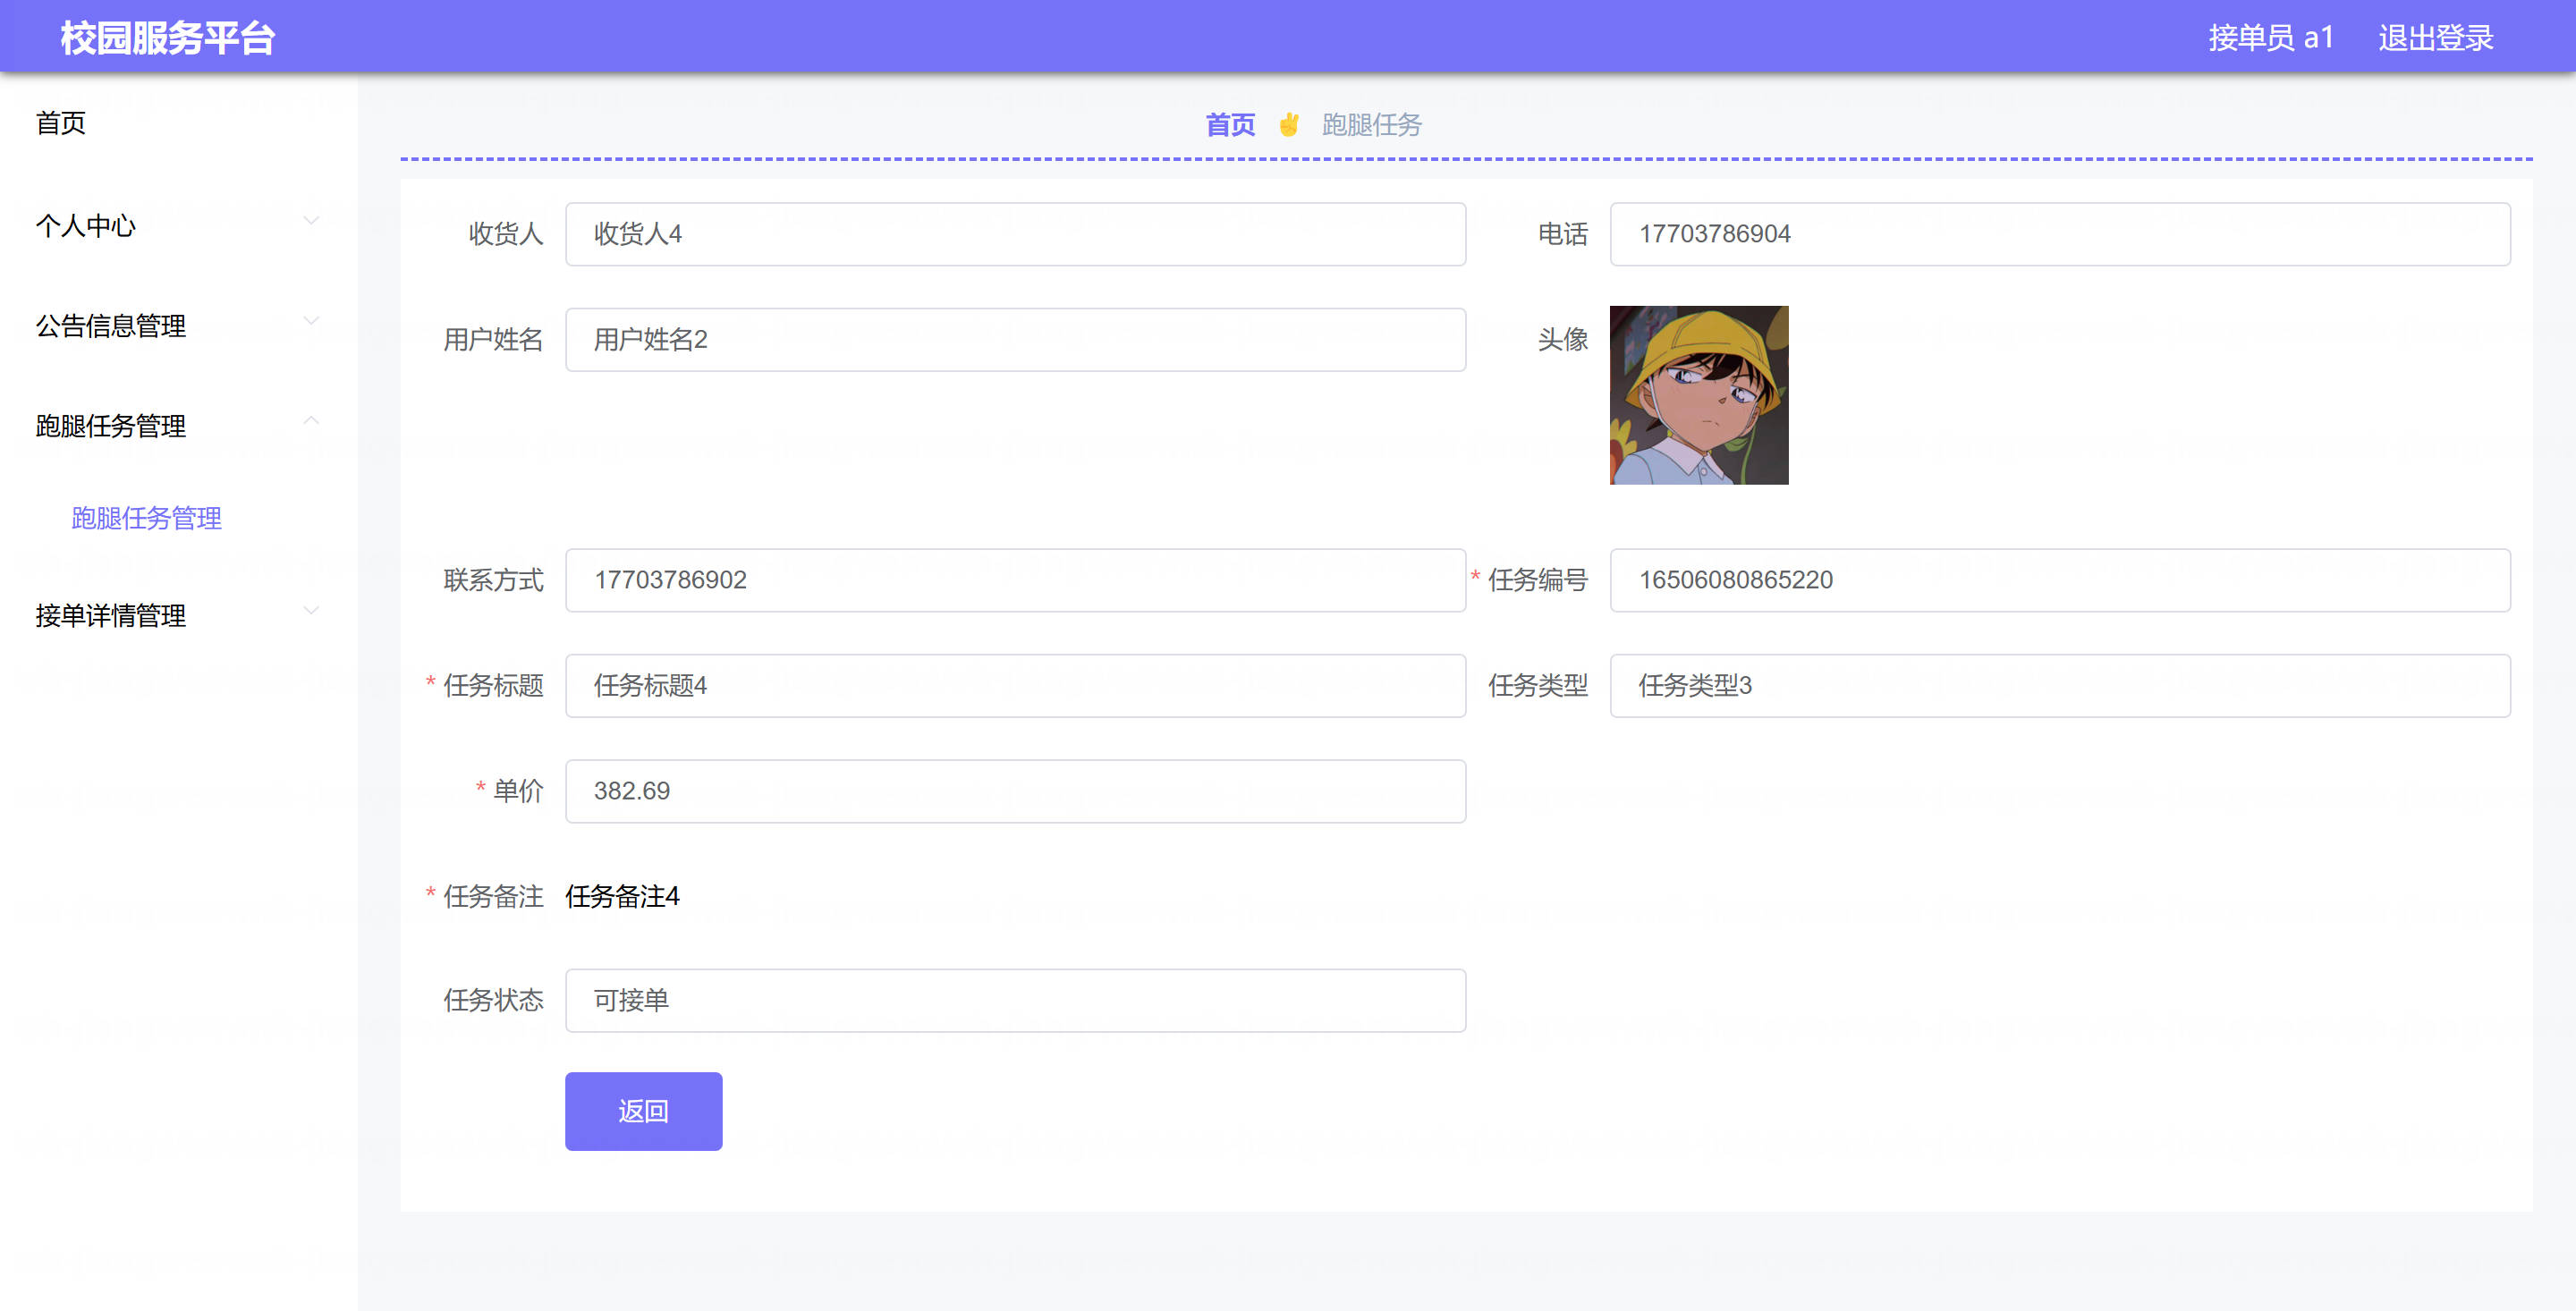 校园服务平台
接单员 a1 退出登录
首页
个人中心
公告信息管理
跑腿任务管理
跑腿任务管理
接单详情管理
首页 ✌ 跑腿任务
收货人 收货人4 电话 17703786904
用户姓名 用户姓名2 头像
联系方式 17703786902 * 任务编号 16506080865220
* 任务标题 任务标题4 任务类型 任务类型3
* 单价 382.69
* 任务备注 任务备注4
任务状态 可接单
返回